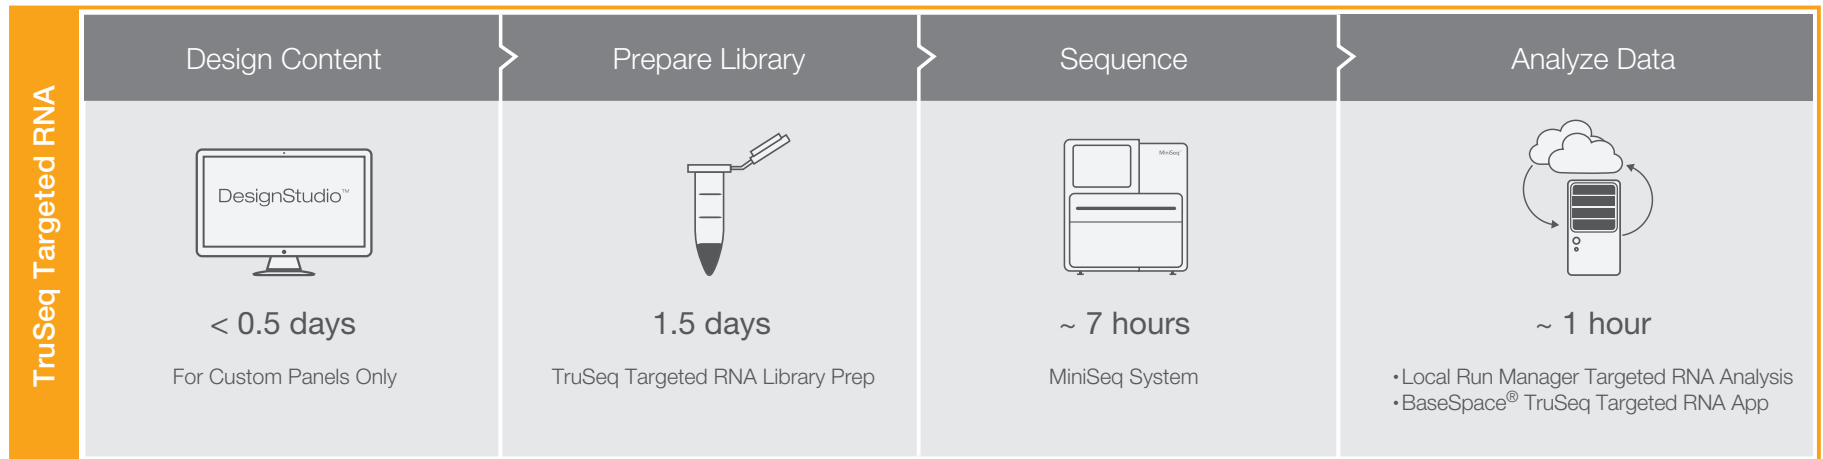 TruSeq Targeted RNA
Design Content
Prepare Library
Sequence
Analyze Data
DesignStudio™
MiniSeq™
< 0.5 days
1.5 days
~ 7 hours
~ 1 hour
For Custom Panels Only
TruSeq Targeted RNA Library Prep
MiniSeq System
•Local Run Manager Targeted RNA Analysis
•BaseSpace® TruSeq Targeted RNA App